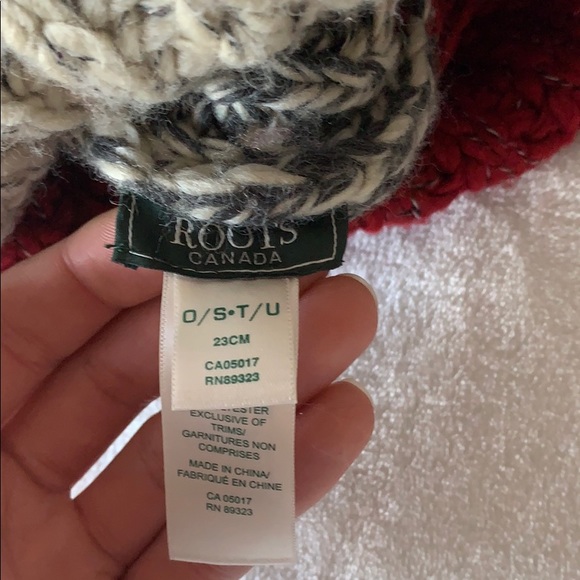 ROOTS
CANADA
O/S•T/U
23CM
CA05017
RN89323
EXCLUSIVE OF
TRIMS/
GARNITURES NON
COMPRISES
MADE IN CHINA/
FABRIQUÉ EN CHINE
CA 05017
RN 89323